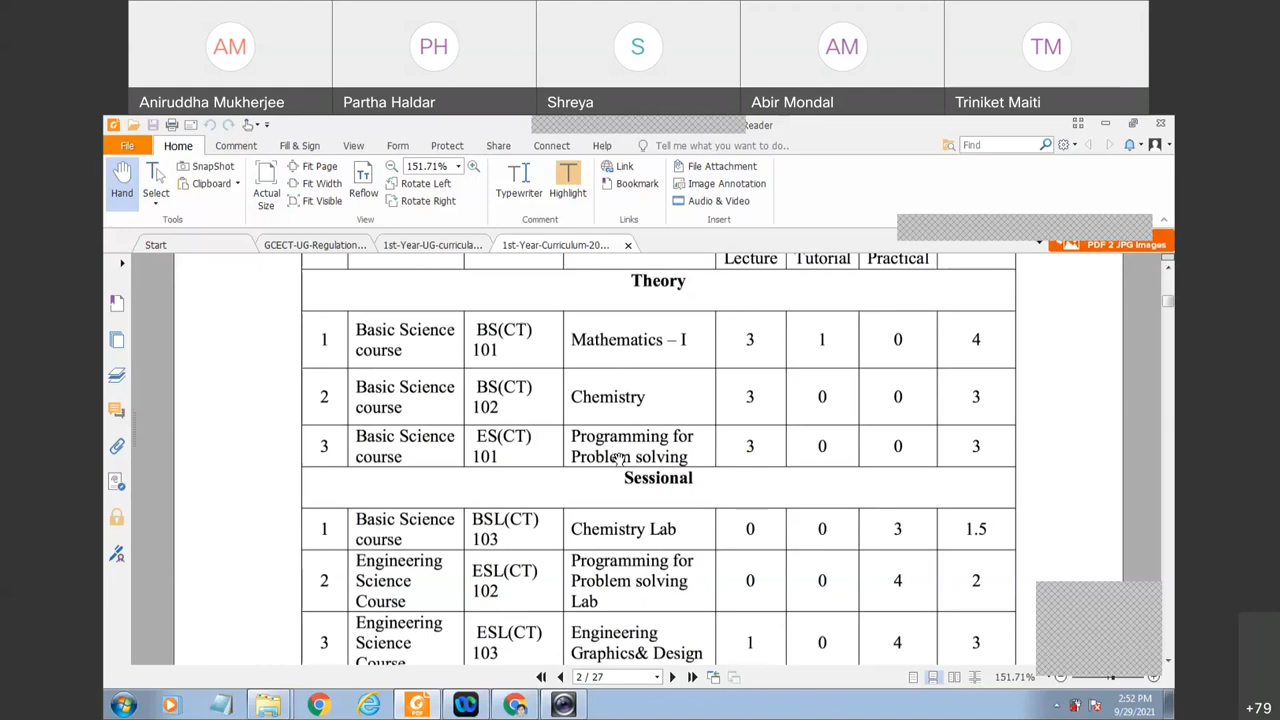 AM
PH
S
AM
TM
Aniruddha Mukherjee
Partha Haldar
Shreya
Abir Mondal
Triniket Maiti
Reader
File
Home
Comment
Fill & Sign
View
Form
Protect
Share
Connect
Help
Tell me what you want to do..
Find
Hand
Select
SnapShot
Clipboard
Tools
Actual
Size
Fit Page
Fit Width
Fit Visible
Reflow
151.71%
Rotate Left
Rotate Right
View
Typewriter
Highlight
Comment
Link
Bookmark
Links
File Attachment
Image Annotation
Audio & Video
Insert
Start
GCECT-UG-Regulation...
1st-Year-UG-curricula...
1st-Year-Curriculum-20...
PDF 2 JPG Images
Lecture Tutorial Practical
Theory
1 Basic Science course BS(CT) 101 Mathematics – I 3 1 0 4
2 Basic Science course BS(CT) 102 Chemistry 3 0 0 3
3 Basic Science course ES(CT) 101 Programming for Problem solving 3 0 0 3
Sessional
1 Basic Science course BSL(CT) 103 Chemistry Lab 0 0 3 1.5
2 Engineering Science Course ESL(CT) 102 Programming for Problem solving Lab 0 0 4 2
3 Engineering Science Course ESL(CT) 103 Engineering Graphics& Design 1 0 4 3
2 / 27
151.71%
2:52 PM
9/29/2021
+79